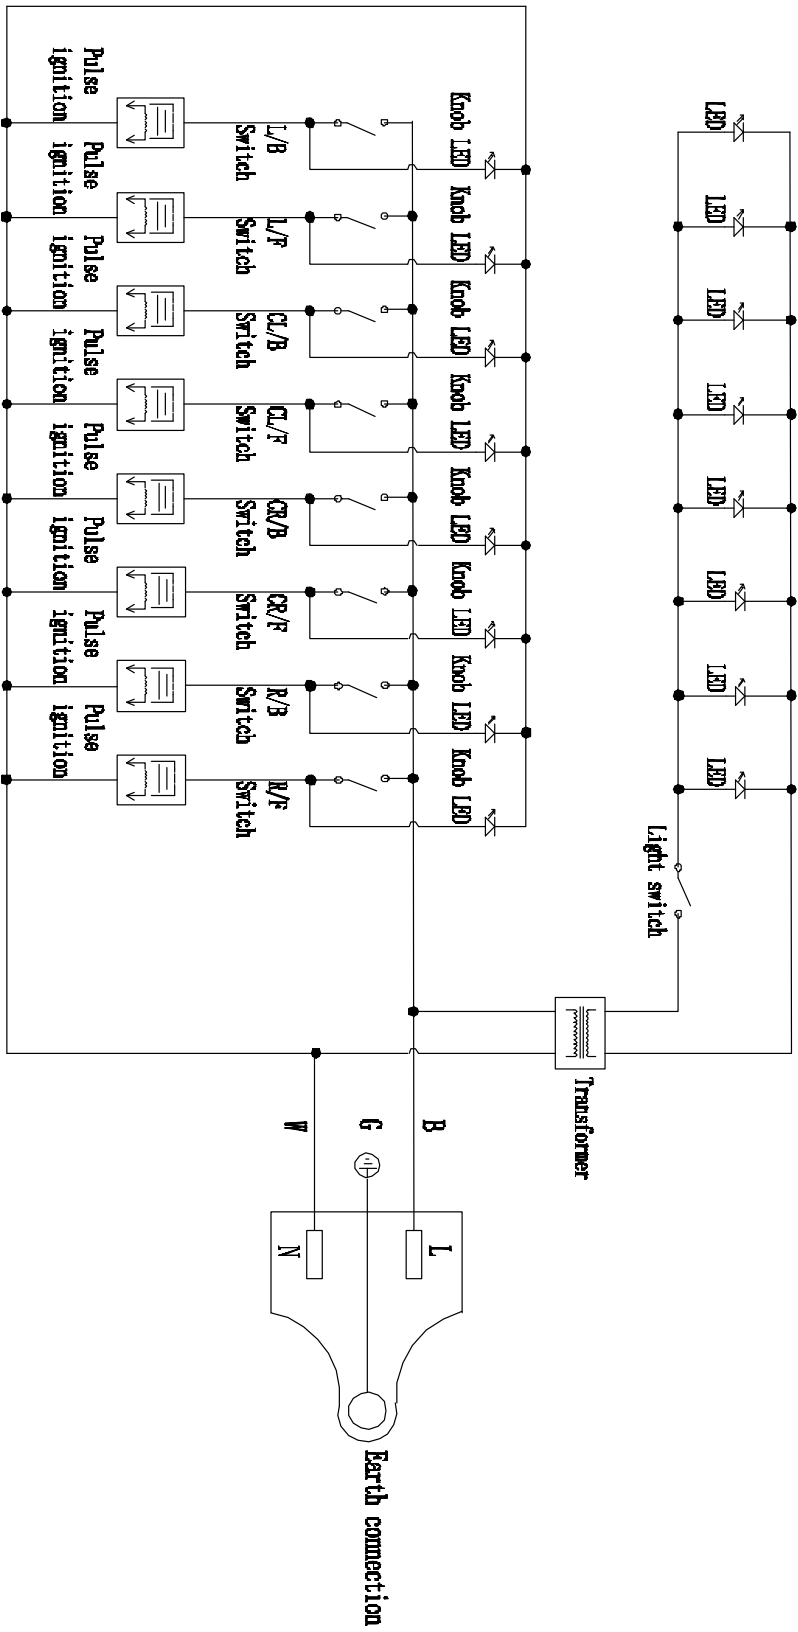 LED
LED
LED
LED
LED
LED
LED
LED
Light switch
Transformer
Knob LED
Knob LED
Knob LED
Knob LED
Knob LED
Knob LED
Knob LED
Knob LED
L/B
Switch
L/F
Switch
CL/B
Switch
CL/F
Switch
CR/B
Switch
CR/F
Switch
R/B
Switch
R/F
Switch
Pulse
ignition
Pulse
ignition
Pulse
ignition
Pulse
ignition
Pulse
ignition
Pulse
ignition
Pulse
ignition
Pulse
ignition
B
L
G
Earth connection
W
N